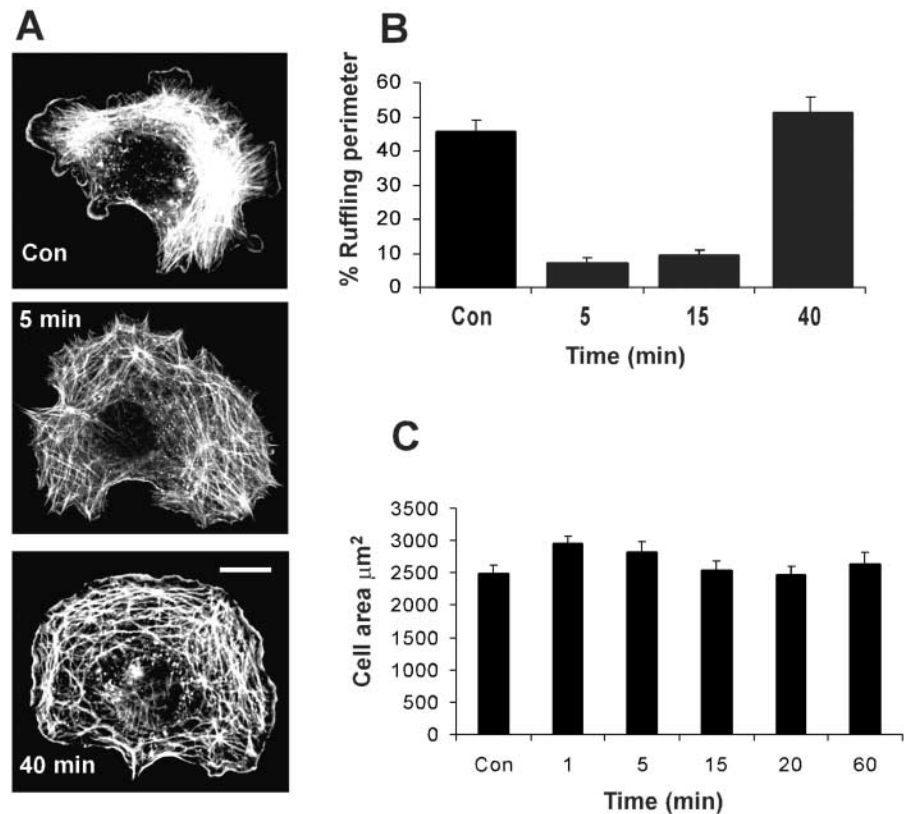 A
Con
5 min
40 min
B
% Ruffling perimeter
60
50
40
30
20
10
0
Con 5 15 40
Time (min)
C
Cell area μm²
3500
3000
2500
2000
1500
1000
500
0
Con 1 5 15 20 60
Time (min)